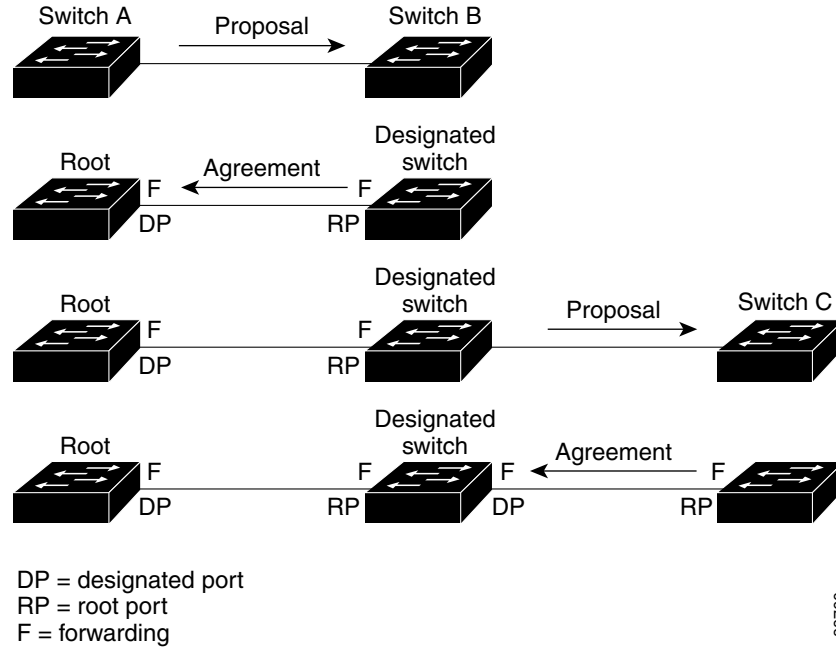 Switch A
Proposal
Switch B
Root
F
DP
Agreement
Designated
switch
F
RP
Root
F
DP
Designated
switch
F
RP
Proposal
Switch C
Root
F
DP
Designated
switch
F
RP
F
DP
Agreement
F
RP
DP = designated port
RP = root port
F = forwarding